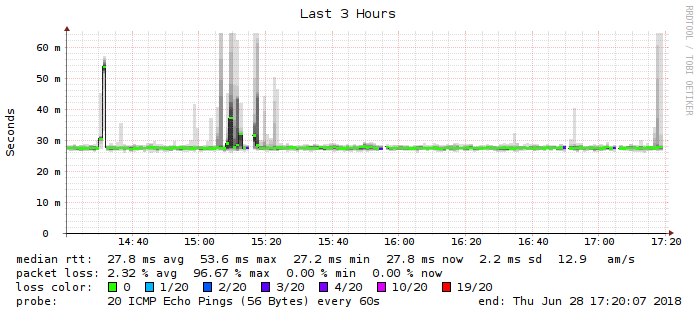 Last 3 Hours
RRDTOOL / TOBI OETIKER
Seconds
60 m
50 m
40 m
30 m
20 m
10 m
0
14:40 15:00 15:20 15:40 16:00 16:20 16:40 17:00 17:20
median rtt: 27.8 ms avg 53.6 ms max 27.2 ms min 27.8 ms now 2.2 ms sd 12.9 am/s
packet loss: 2.32 % avg 96.67 % max 0.00 % min 0.00 % now
loss color: 0 1/20 2/20 3/20 4/20 10/20 19/20
probe: 20 ICMP Echo Pings (56 Bytes) every 60s end: Thu Jun 28 17:20:07 2018